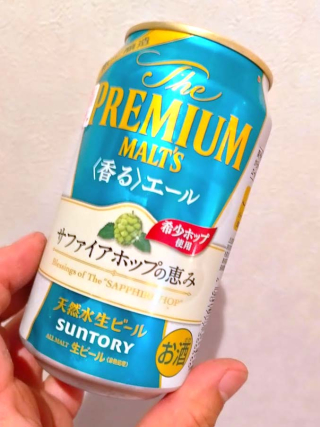 The
PREMIUM
MALT'S
〈香る〉エール
希少ホップ
使用
サファイアホップの恵み
Blessings of The "SAPPHIRE HOP"
天然水生ビール
SUNTORY
ALL MALT 生ビール
お酒